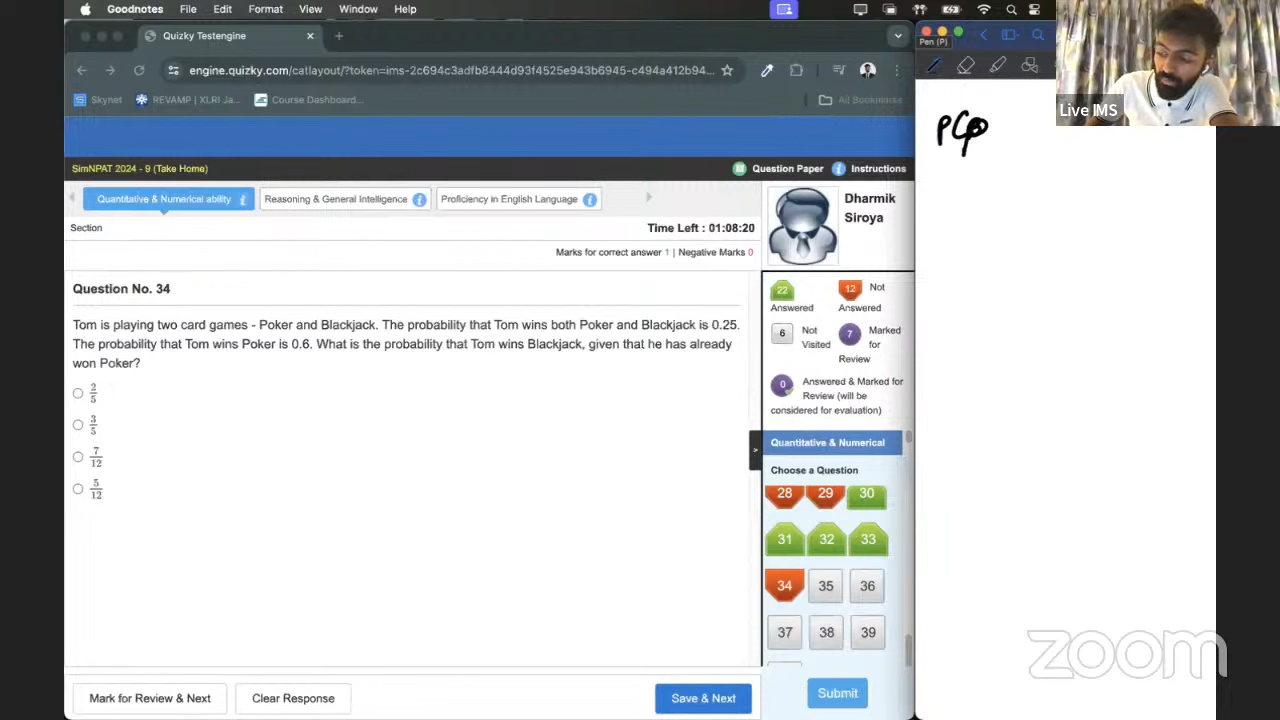 Goodnotes File Edit Format View Window Help
Quizky Testengine
engine.quizky.com/catlayout/?token=ims-2c694c3adfb8444d93f4525e943b6945-c494a412b94...
Skynet REVAMP | XLRI Ja... Course Dashboard... All Bookmarks
Pen (P)
Live IMS
SimNPAT 2024 - 9 (Take Home) Question Paper Instructions
Quantitative & Numerical ability Reasoning & General Intelligence Proficiency in English Language
Section Time Left : 01:08:20
Marks for correct answer 1 | Negative Marks 0
Dharmik
Siroya
Question No. 34
Tom is playing two card games - Poker and Blackjack. The probability that Tom wins both Poker and Blackjack is 0.25.
The probability that Tom wins Poker is 0.6. What is the probability that Tom wins Blackjack, given that he has already
won Poker?
2/5
3/5
7/12
5/12
22 Answered
12 Not Answered
6 Not Visited
7 Marked for Review
0 Answered & Marked for Review (will be considered for evaluation)
Quantitative & Numerical
Choose a Question
28 29 30
31 32 33
34 35 36
37 38 39
Mark for Review & Next Clear Response Save & Next Submit
zoom